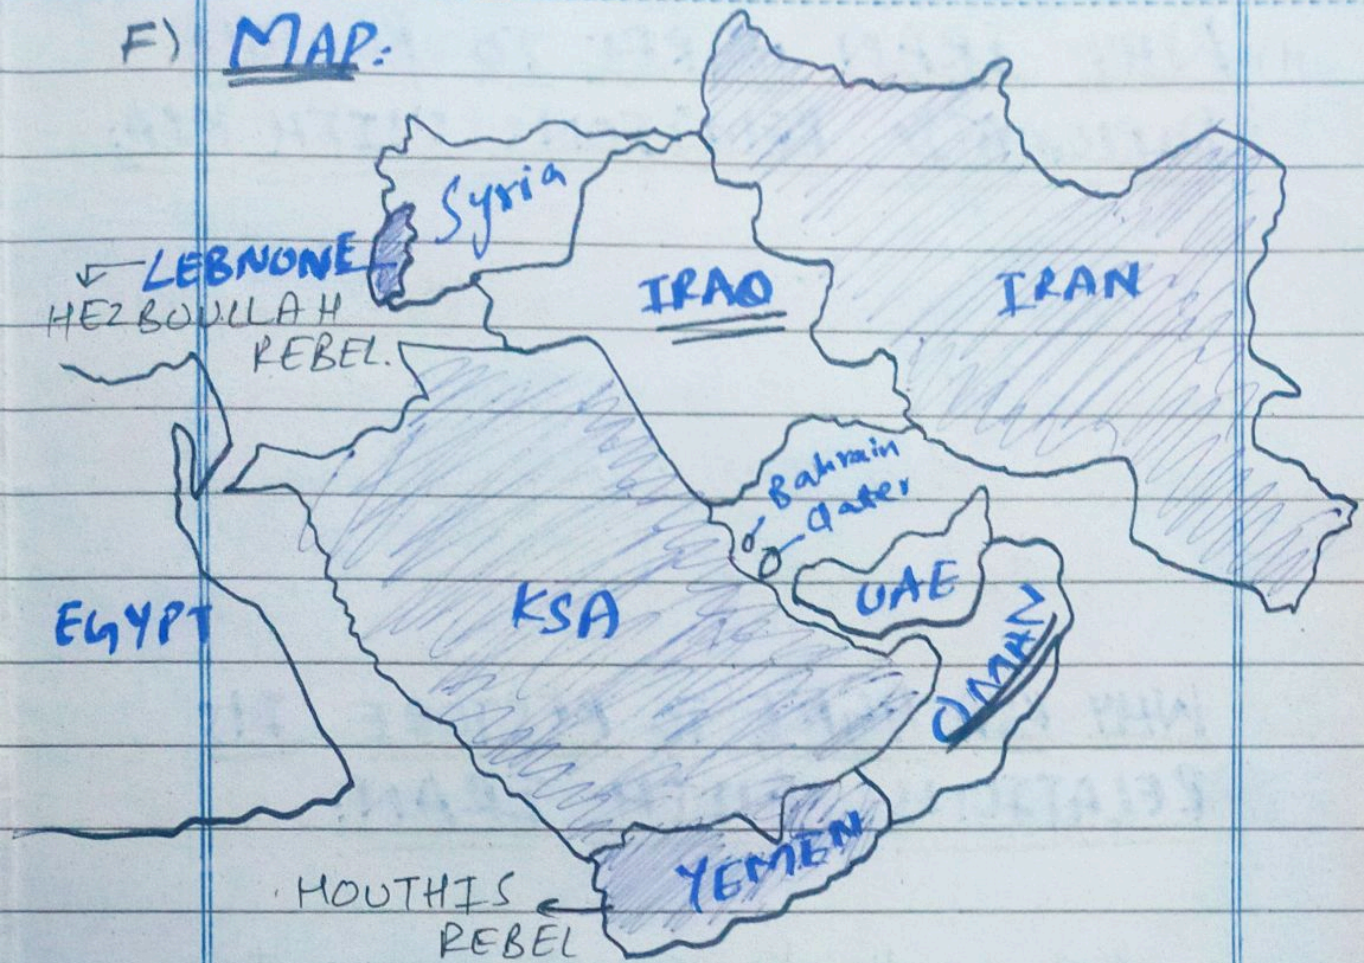 F) MAP:
Syria
LEBNONE
HEZBOULLAH
REBEL.
IRAQ
IRAN
Bahrain
Qater
EGYPT
KSA
UAE
OMAN
YEMEN
HOUTHIS
REBEL